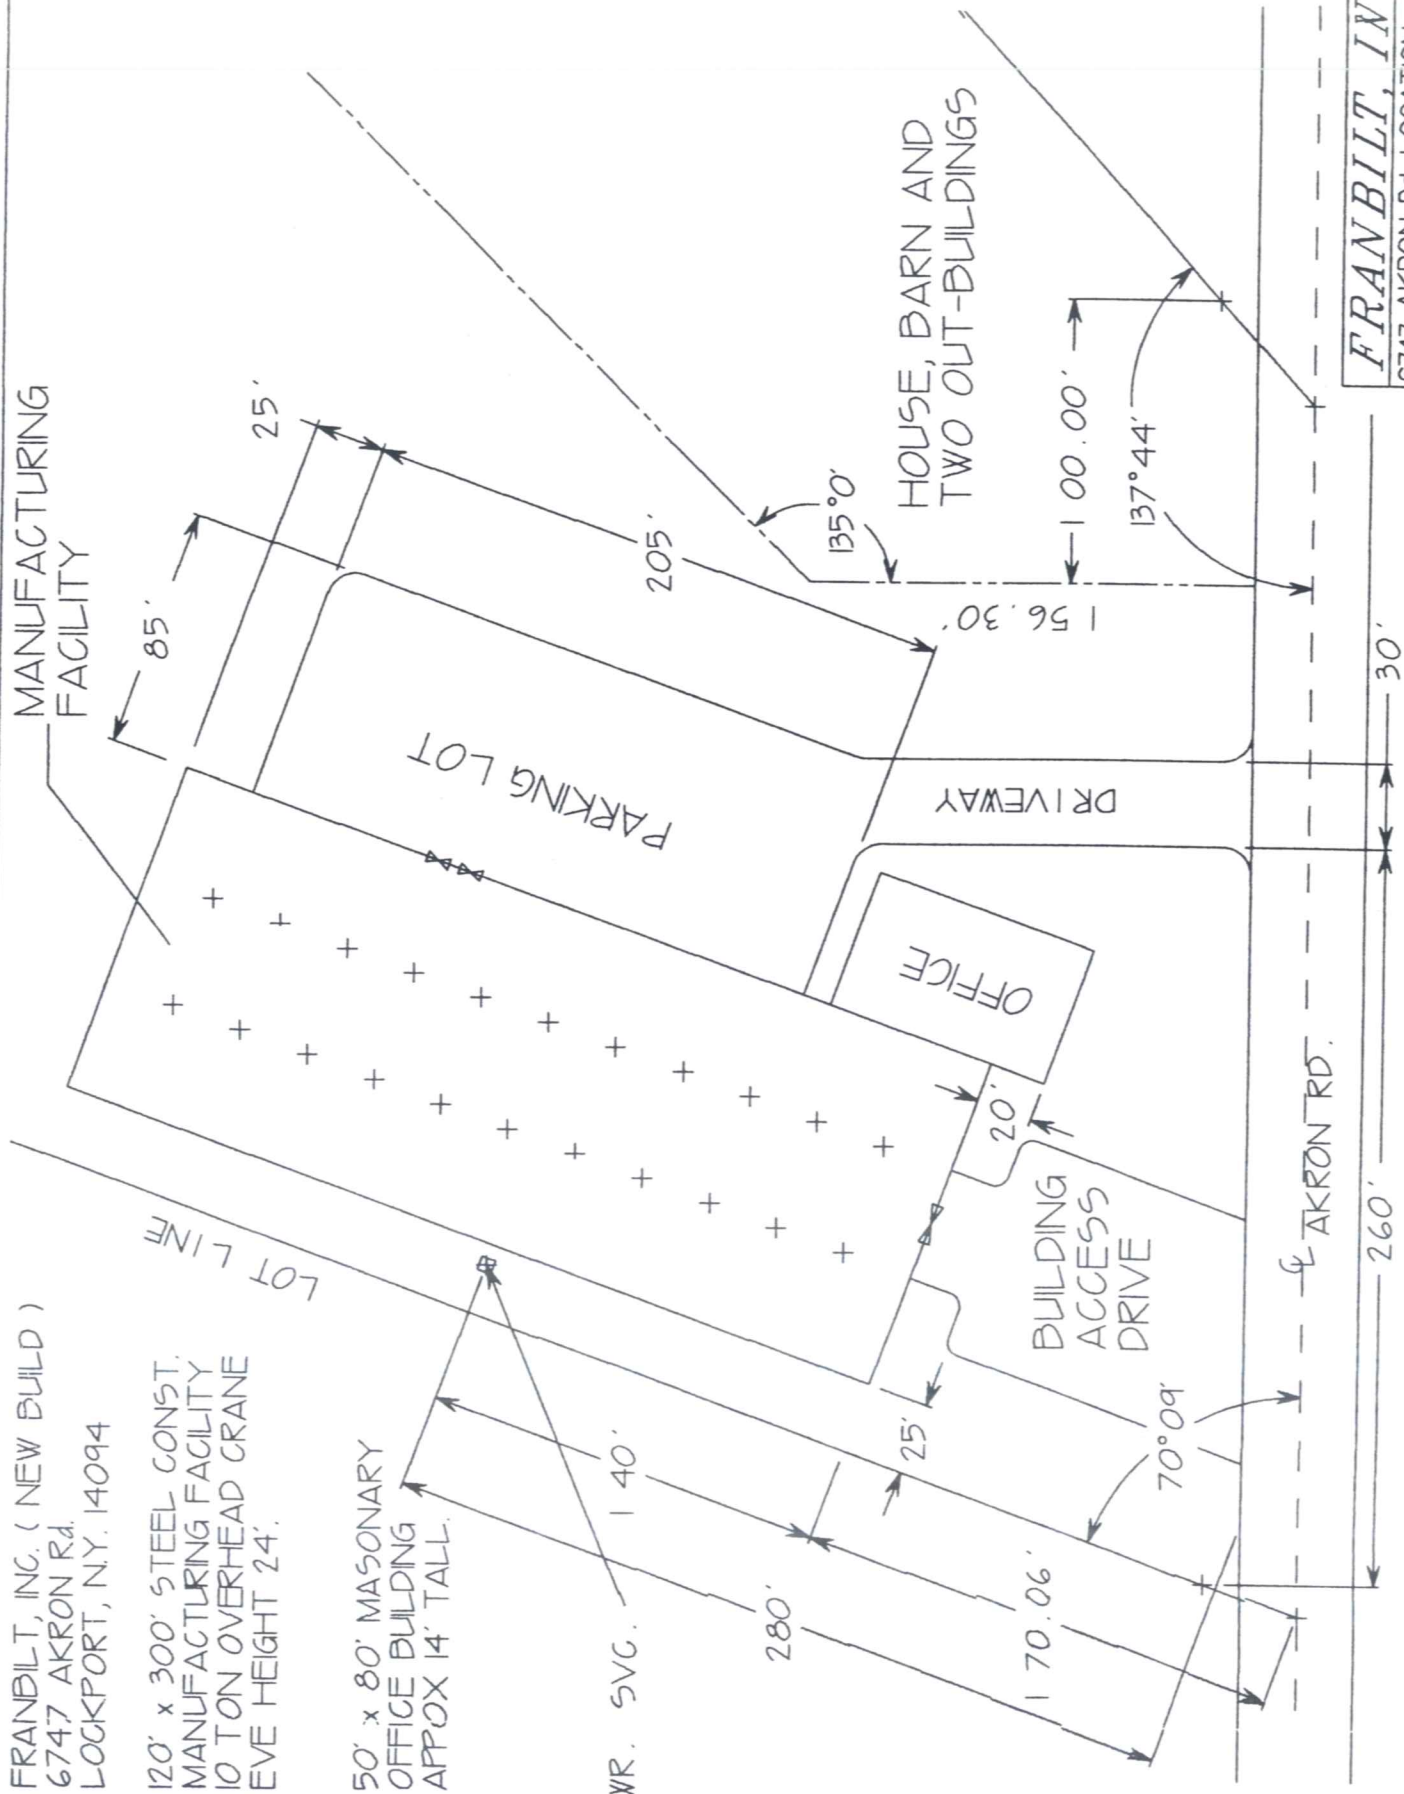 FRANBILT, INC. ( NEW BUILD )
6747 AKRON Rd.
LOCKPORT, N.Y. 14094
120' x 300' STEEL CONST.
MANUFACTURING FACILITY
10 TON OVERHEAD CRANE
EVE HEIGHT 24'.
50' x 80' MASONARY
OFFICE BUILDING
APPOX 14' TALL.
WR. SVC.
LOT LINE
MANUFACTURING
FACILITY
85'
25'
205'
PARKING LOT
OFFICE
DRIVEWAY
135°0'
156.30'
HOUSE, BARN AND
TWO OUT-BUILDINGS
100.00'
137°44'
140'
280'
170.06'
25'
20'
BUILDING
ACCESS
DRIVE
70°09'
℄ AKRON RD.
260'
30'
FRANBILT, IN